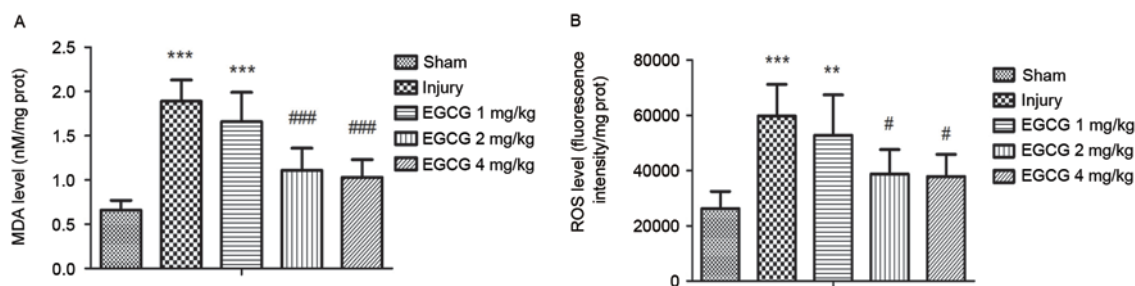 A
MDA level (nM/mg prot)
2.5
2.0
1.5
1.0
0.5
0.0
***
***
###
###
Sham
Injury
EGCG 1 mg/kg
EGCG 2 mg/kg
EGCG 4 mg/kg
B
ROS level (fluorescence
intensity/mg prot)
80000
60000
40000
20000
0
***
**
#
#
Sham
Injury
EGCG 1 mg/kg
EGCG 2 mg/kg
EGCG 4 mg/kg